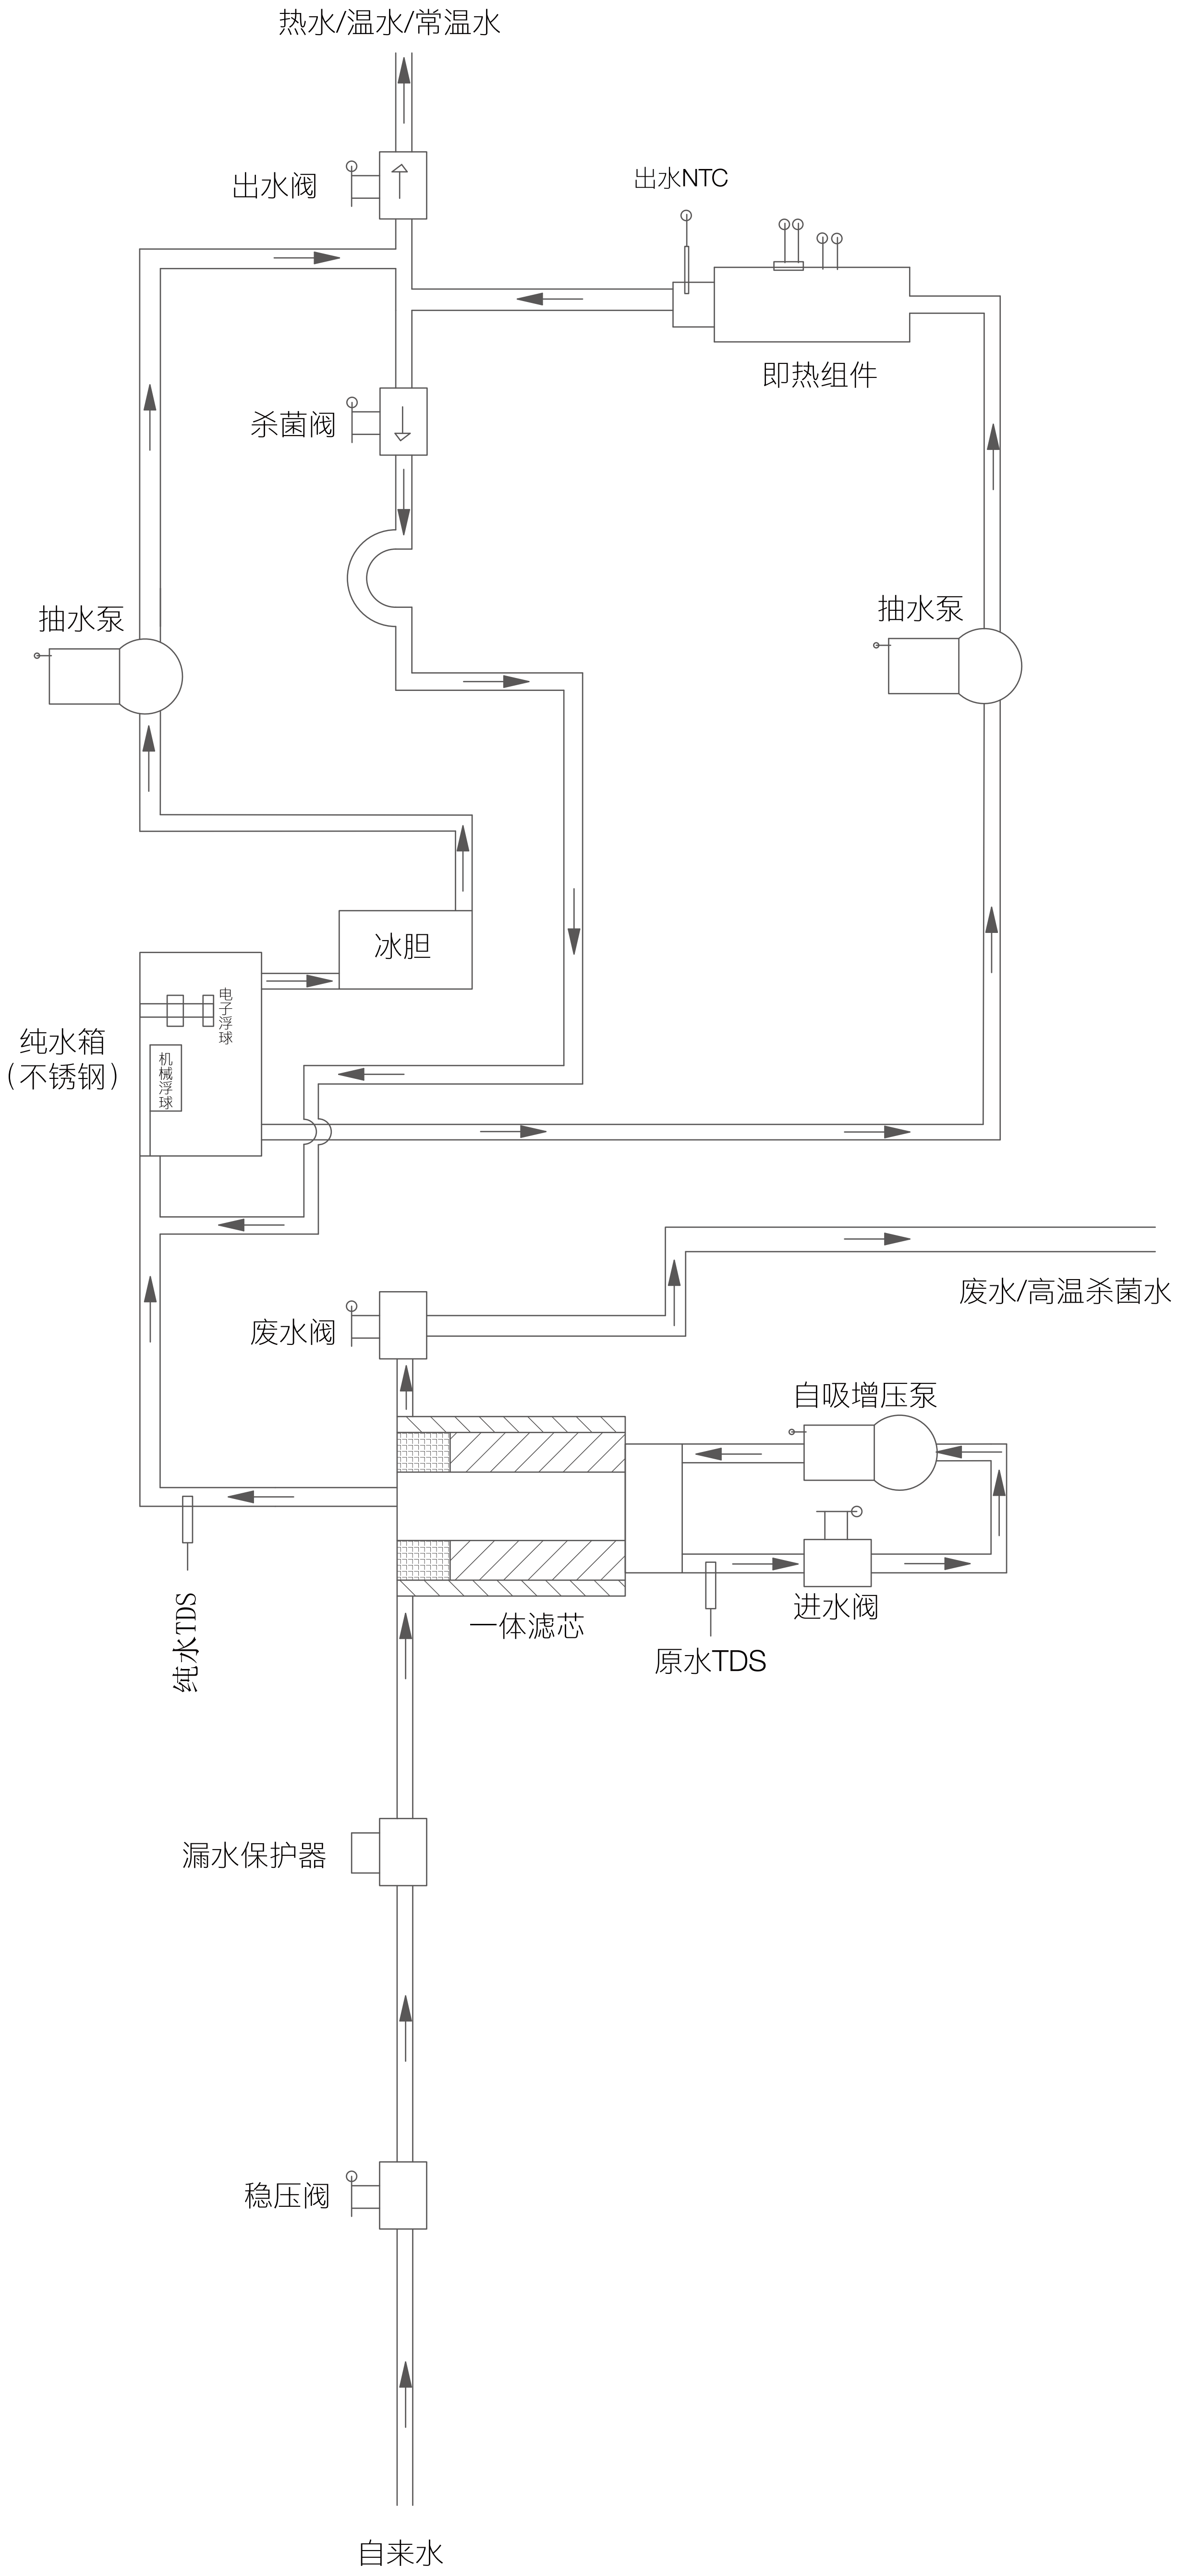 热水/温水/常温水
出水阀
出水NTC
即热组件
杀菌阀
抽水泵
抽水泵
冰胆
电子浮球
纯水箱
（不锈钢）
机械浮球
废水/高温杀菌水
废水阀
自吸增压泵
进水阀
纯水TDS
一体滤芯
原水TDS
漏水保护器
稳压阀
自来水